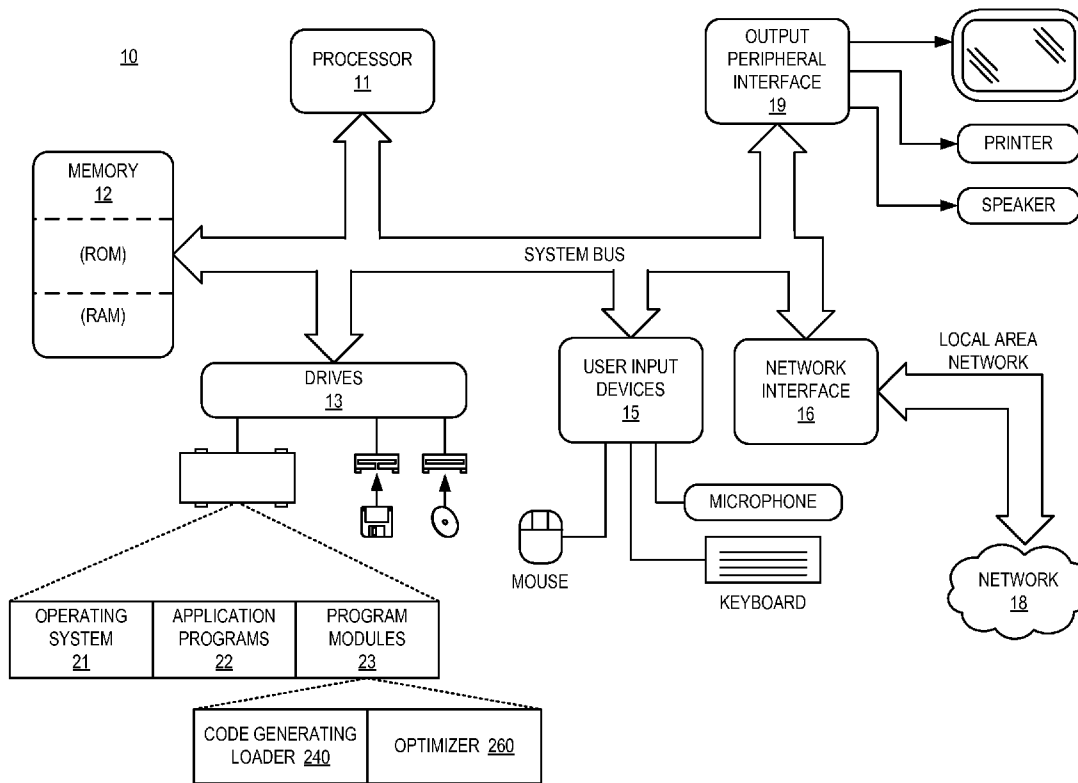 10
PROCESSOR
11
OUTPUT
PERIPHERAL
INTERFACE
19
PRINTER
SPEAKER
MEMORY
12
(ROM)
(RAM)
SYSTEM BUS
DRIVES
13
USER INPUT
DEVICES
15
NETWORK
INTERFACE
16
LOCAL AREA
NETWORK
MICROPHONE
MOUSE
KEYBOARD
NETWORK
18
OPERATING
SYSTEM
21
APPLICATION
PROGRAMS
22
PROGRAM
MODULES
23
CODE GENERATING
LOADER 240
OPTIMIZER 260